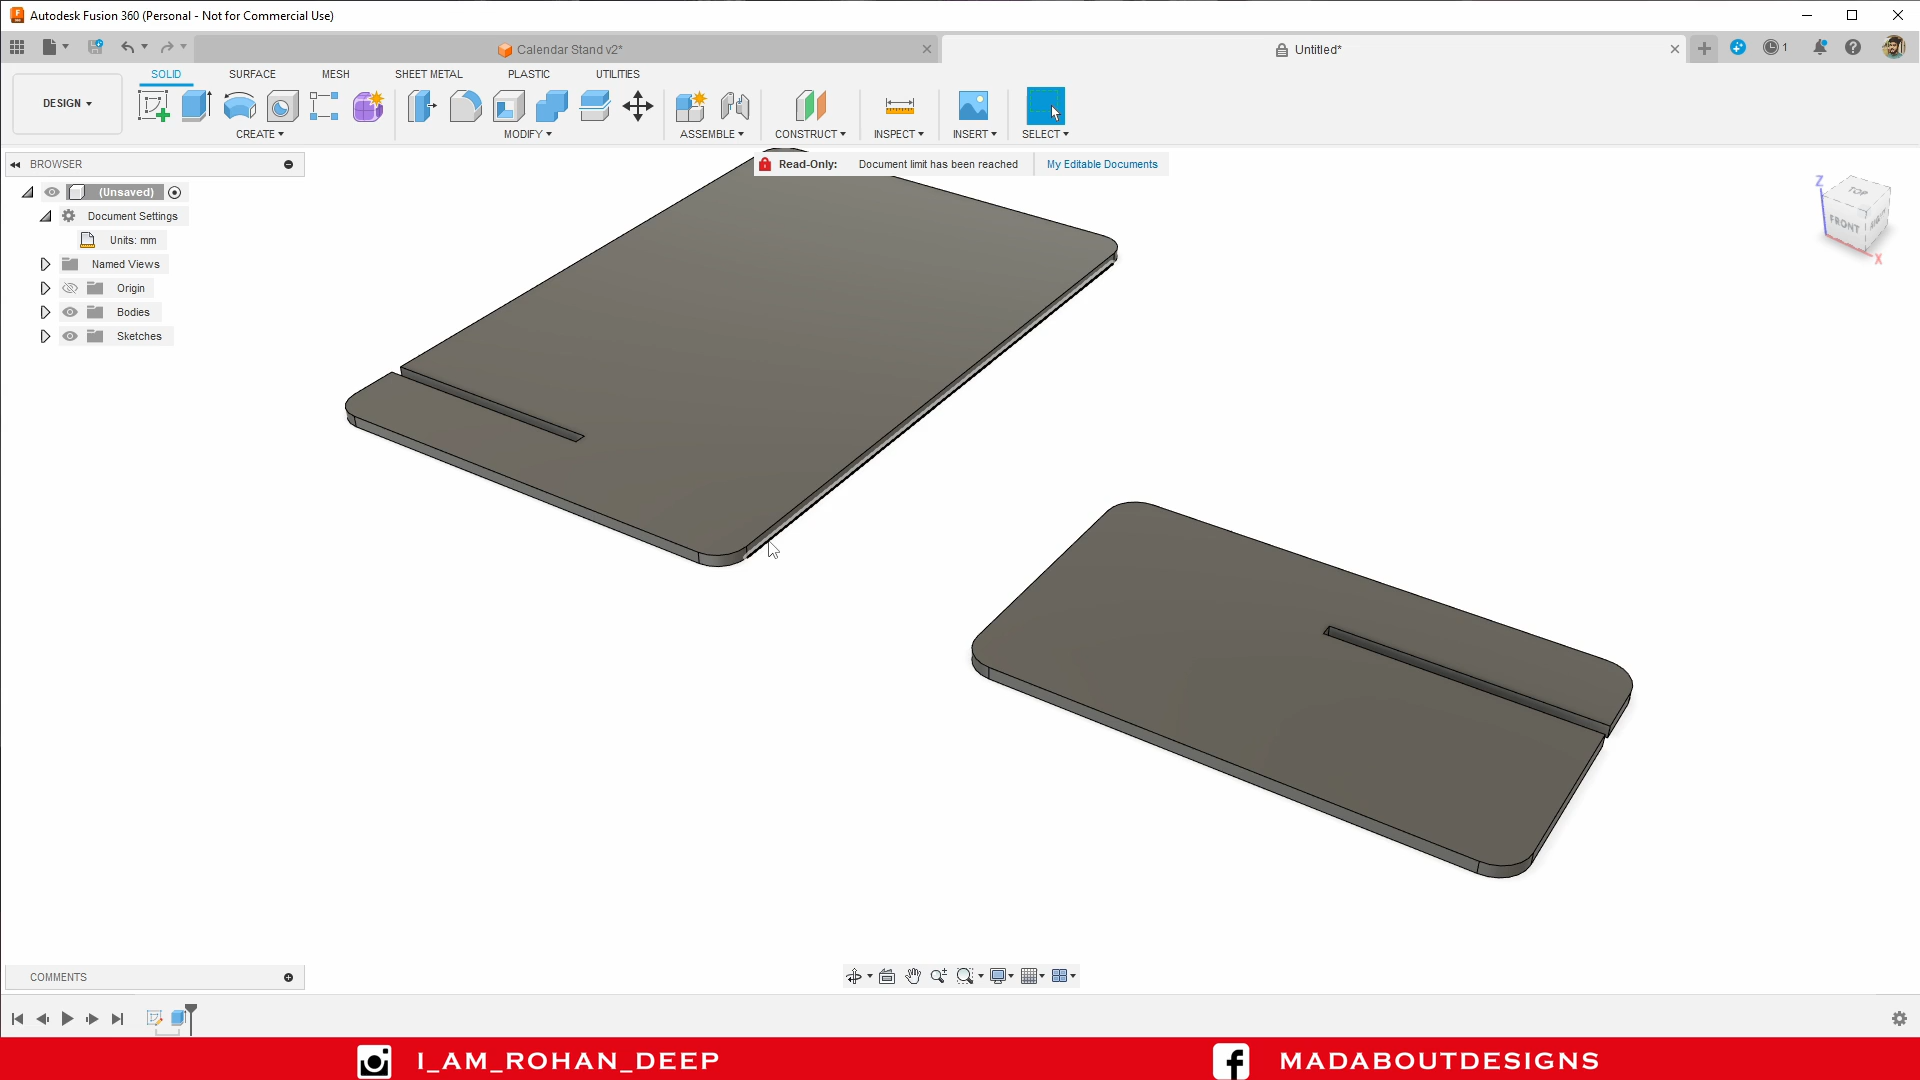 Autodesk Fusion 360 (Personal - Not for Commercial Use)
Calendar Stand v2*
Untitled*
1
DESIGN
SOLID
SURFACE
MESH
SHEET METAL
PLASTIC
UTILITIES
CREATE
MODIFY
ASSEMBLE
CONSTRUCT
INSPECT
INSERT
SELECT
BROWSER
Read-Only: Document limit has been reached My Editable Documents
(Unsaved)
Document Settings
Units: mm
Named Views
Origin
Bodies
Sketches
Z
TOP
FRONT
X
COMMENTS
I_AM_ROHAN_DEEP
MADABOUTDESIGNS